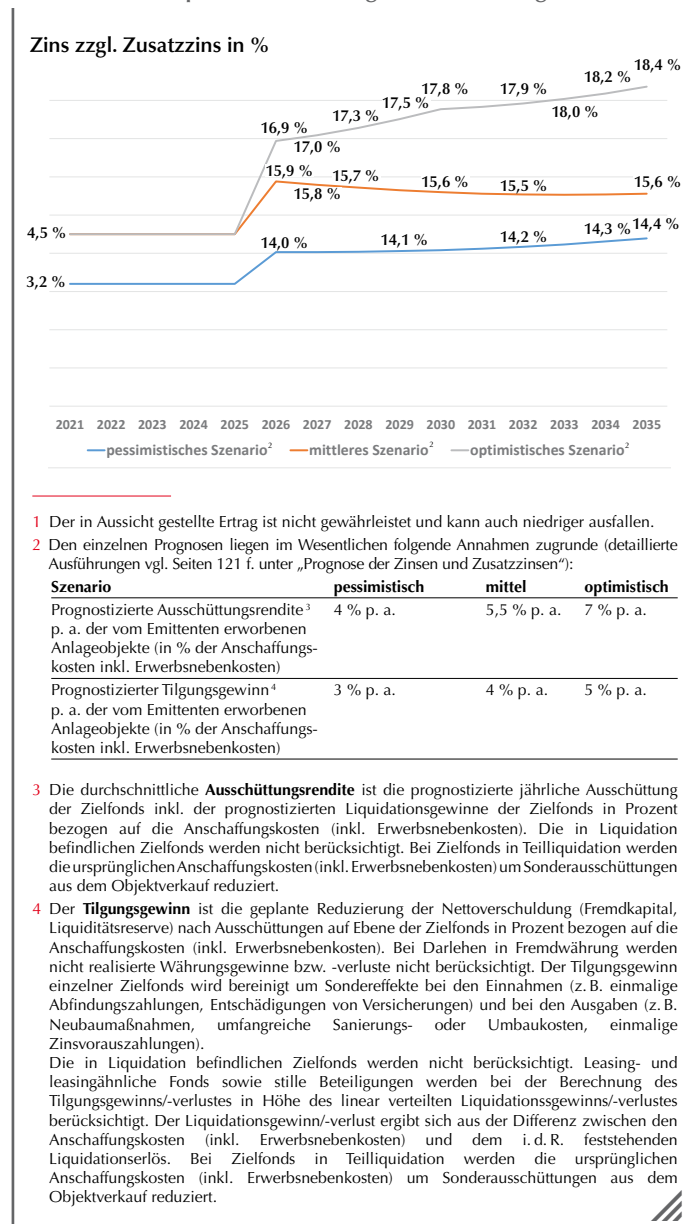 Zins zzgl. Zusatzzins in %
18,4 %
18,2 %
17,8 %
17,9 %
17,5 %
18,0 %
17,3 %
16,9 %
17,0 %
15,9 %
15,7 %
15,6 %
15,5 %
15,6 %
15,8 %
4,5 %
14,0 %
14,1 %
14,2 %
14,3 %
14,4 %
3,2 %
2021 2022 2023 2024 2025 2026 2027 2028 2029 2030 2031 2032 2033 2034 2035
pessimistisches Szenario² mittleres Szenario² optimistisches Szenario²
1 Der in Aussicht gestellte Ertrag ist nicht gewährleistet und kann auch niedriger ausfallen.
2 Den einzelnen Prognosen liegen im Wesentlichen folgende Annahmen zugrunde (detaillierte
Ausführungen vgl. Seiten 121 f. unter „Prognose der Zinsen und Zusatzzinsen“):
Szenario pessimistisch mittel optimistisch
Prognostizierte Ausschüttungsrendite³ 4 % p. a. 5,5 % p. a. 7 % p. a.
p. a. der vom Emittenten erworbenen
Anlageobjekte (in % der Anschaffungs-
kosten inkl. Erwerbsnebenkosten)
Prognostizierter Tilgungsgewinn⁴ 3 % p. a. 4 % p. a. 5 % p. a.
p. a. der vom Emittenten erworbenen
Anlageobjekte (in % der Anschaffungs-
kosten inkl. Erwerbsnebenkosten)
3 Die durchschnittliche Ausschüttungsrendite ist die prognostizierte jährliche Ausschüttung
der Zielfonds inkl. der prognostizierten Liquidationsgewinne der Zielfonds in Prozent
bezogen auf die Anschaffungskosten (inkl. Erwerbsnebenkosten). Die in Liquidation
befindlichen Zielfonds werden nicht berücksichtigt. Bei Zielfonds in Teilliquidation werden
die ursprünglichen Anschaffungskosten (inkl. Erwerbsnebenkosten) um Sonderausschüttungen
aus dem Objektverkauf reduziert.
4 Der Tilgungsgewinn ist die geplante Reduzierung der Nettoverschuldung (Fremdkapital,
Liquiditätsreserve) nach Ausschüttungen auf Ebene der Zielfonds in Prozent bezogen auf die
Anschaffungskosten (inkl. Erwerbsnebenkosten). Bei Darlehen in Fremdwährung werden
nicht realisierte Währungsgewinne bzw. -verluste nicht berücksichtigt. Der Tilgungsgewinn
einzelner Zielfonds wird bereinigt um Sondereffekte bei den Einnahmen (z. B. einmalige
Abfindungszahlungen, Entschädigungen von Versicherungen) und bei den Ausgaben (z. B.
Neubaumaßnahmen, umfangreiche Sanierungs- oder Umbaukosten, einmalige
Zinsvorauszahlungen).
Die in Liquidation befindlichen Zielfonds werden nicht berücksichtigt. Leasing- und
leasingähnliche Fonds sowie stille Beteiligungen werden bei der Berechnung des
Tilgungsgewinns/-verlustes in Höhe des linear verteilten Liquidationssgewinns/-verlustes
berücksichtigt. Der Liquidationsgewinn/-verlust ergibt sich aus der Differenz zwischen den
Anschaffungskosten (inkl. Erwerbsnebenkosten) und dem i. d. R. feststehenden
Liquidationserlös. Bei Zielfonds in Teilliquidation werden die ursprünglichen
Anschaffungskosten (inkl. Erwerbsnebenkosten) um Sonderausschüttungen aus dem
Objektverkauf reduziert.